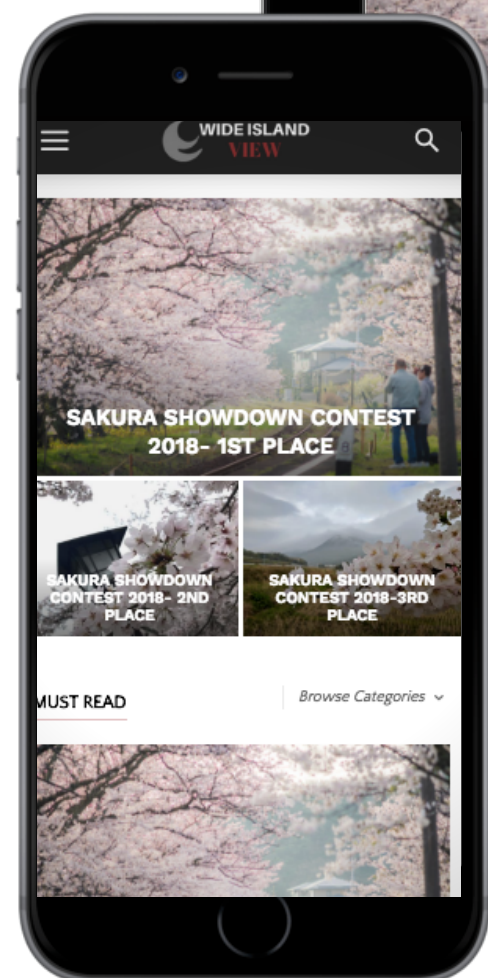 WIDE ISLAND
VIEW
SAKURA SHOWDOWN CONTEST
2018- 1ST PLACE
SAKURA SHOWDOWN
CONTEST 2018- 2ND
PLACE
SAKURA SHOWDOWN
CONTEST 2018-3RD
PLACE
MUST READ
Browse Categories